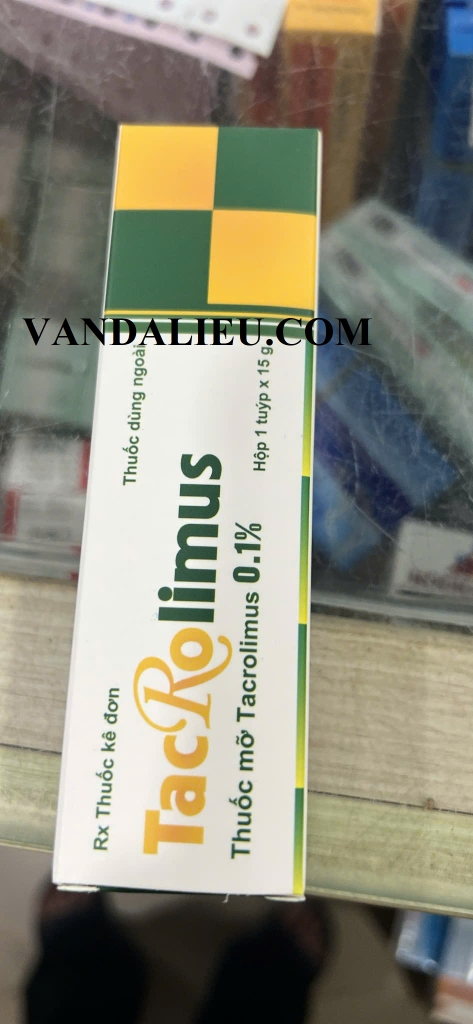 VANDALIEU.COM
Rx Thuốc kê đơn
Thuốc dùng ngoài
TacRolimus
Thuốc mỡ Tacrolimus 0.1%
Hộp 1 tuýp x 15 g